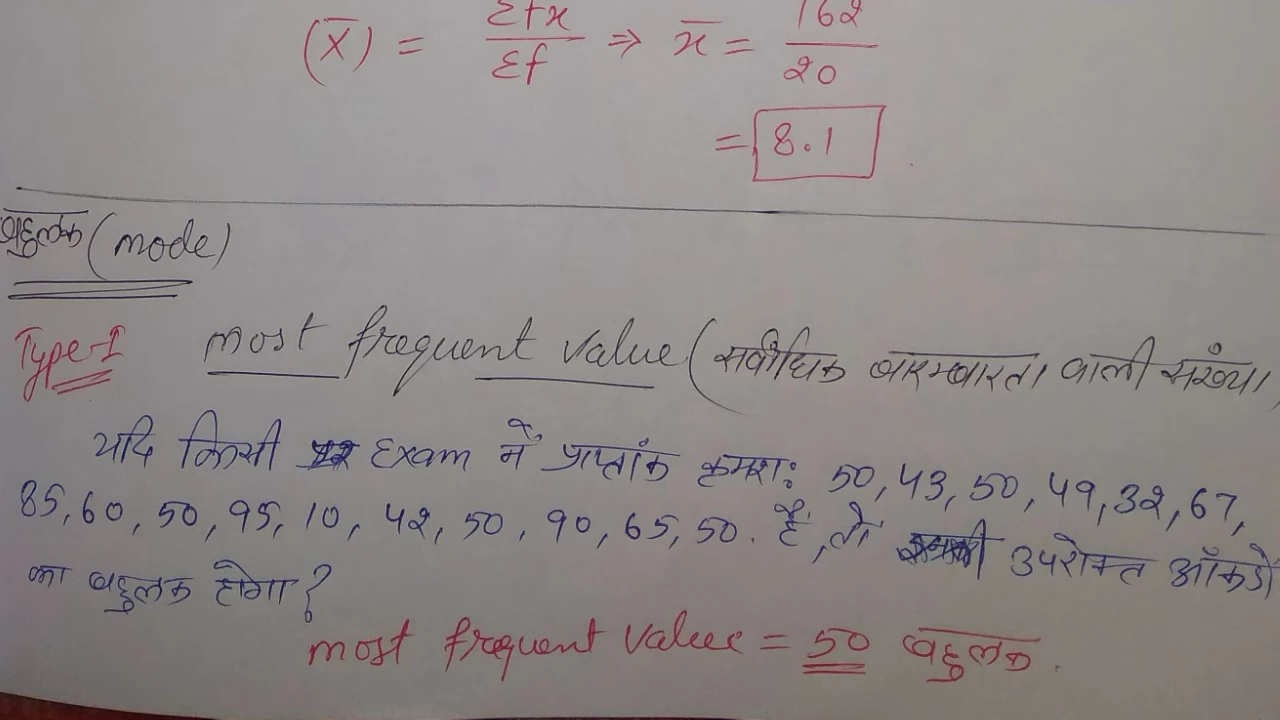 (x̄) = Σfx/Σf ⇒ x̄ = 162/20
= 8.1
बहुलक (mode)
Type-I most frequent value (सर्वाधिक बारम्बारता वाली संख्या)
यदि किसी Exam में प्राप्तांक क्रमशः 50, 43, 50, 49, 32, 67,
85, 60, 50, 95, 10, 42, 50, 90, 65, 50. हैं, तो उपरोक्त आँकडों
का बहुलक होगा?
most frequent value = 50 बहुलक.